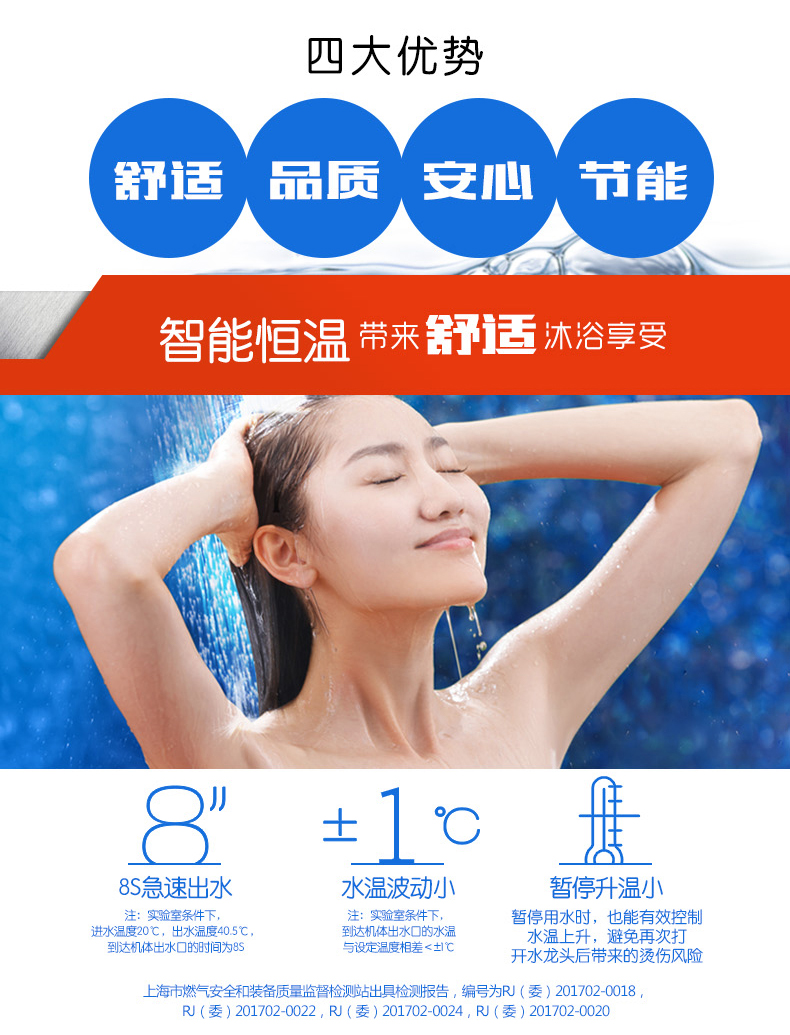 四大优势
舒适 品质 安心 节能
智能恒温 带来 舒适 沐浴享受
8" ±1℃
8S急速出水
注：实验室条件下，
进水温度20℃，出水温度40.5℃，
到达机体出水口的时间为8S
水温波动小
注：实验室条件下，
到达机体出水口的水温
与设定温度相差＜±1℃
暂停升温小
暂停用水时，也能有效控制
水温上升，避免再次打
开水龙头后带来的烫伤风险
上海市燃气安全和装备质量监督检测站出具检测报告，编号为RJ（委）201702-0018，
RJ（委）201702-0022，RJ（委）201702-0024，RJ（委）201702-0020